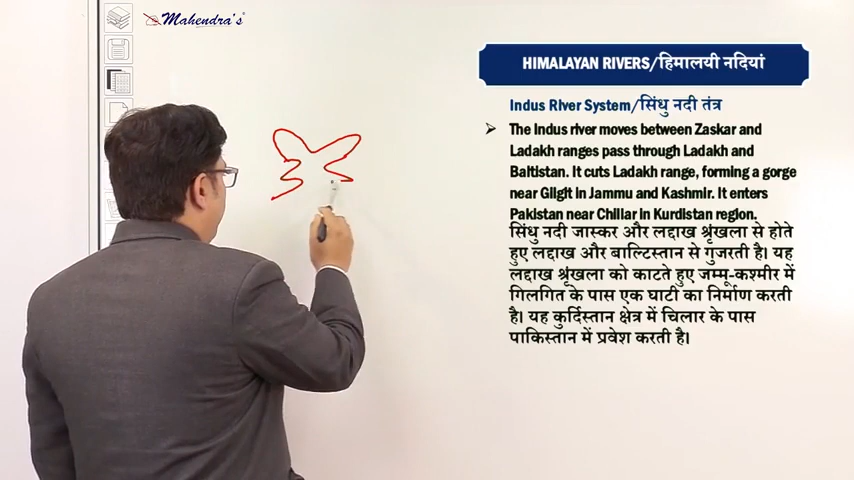 Mahendra's
HIMALAYAN RIVERS/हिमालयी नदियां
Indus River System/सिंधु नदी तंत्र
The Indus river moves between Zaskar and
Ladakh ranges pass through Ladakh and
Baltistan. It cuts Ladakh range, forming a gorge
near Gilgit in Jammu and Kashmir. It enters
Pakistan near Chillar in Kurdistan region.
सिंधु नदी जास्कर और लद्दाख श्रृंखला से होते
हुए लद्दाख और बाल्टिस्तान से गुजरती है। यह
लद्दाख श्रृंखला को काटते हुए जम्मू-कश्मीर में
गिलगित के पास एक घाटी का निर्माण करती
है। यह कुर्दिस्तान क्षेत्र में चिलार के पास
पाकिस्तान में प्रवेश करती है।